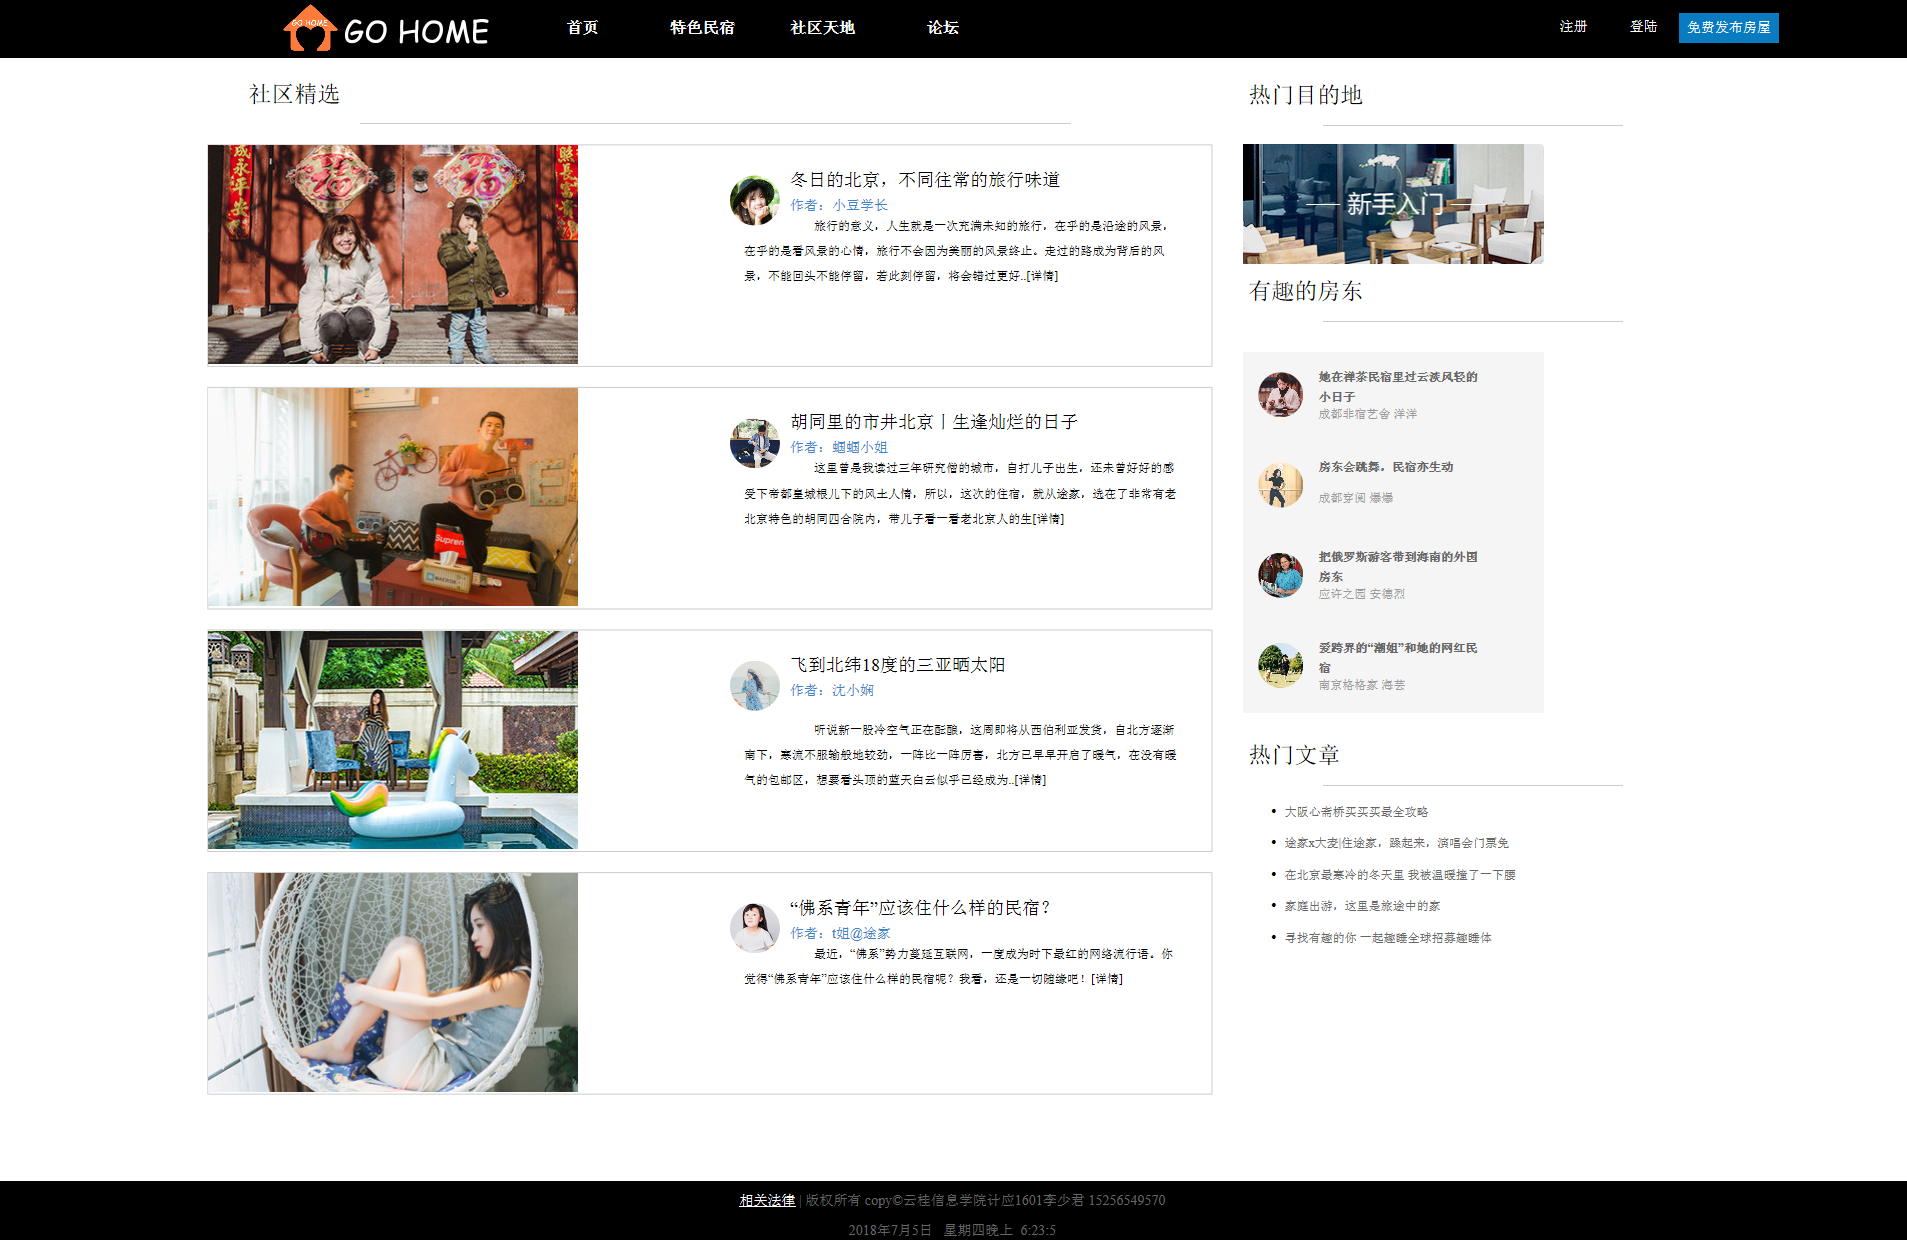 GO HOME
GO HOME
首页
特色民宿
社区天地
论坛
注册
登陆
免费发布房屋
社区精选
冬日的北京，不同往常的旅行味道
作者：小豆学长
旅行的意义，人生就是一次充满未知的旅行，在乎的是沿途的风景，
在乎的是看风景的心情，旅行不会因为美丽的风景终止。走过的路成为背后的风
景，不能回头不能停留，若此刻停留，将会错过更好..[详情]
胡同里的市井北京丨生逢灿烂的日子
作者：蝈蝈小姐
这里曾是我读过三年研究僧的城市，自打儿子出生，还未曾好好的感
受下帝都皇城根儿下的风土人情，所以，这次的住宿，就从途家，选在了非常有老
北京特色的胡同四合院内，带儿子看一看老北京人的生[详情]
飞到北纬18度的三亚晒太阳
作者：沈小娴
听说新一股冷空气正在酝酿，这周即将从西伯利亚发货，自北方逐渐
南下，寒流不服输般地较劲，一阵比一阵厉害，北方已早早开启了暖气，在没有暖
气的包邮区，想要看头顶的蓝天白云似乎已经成为..[详情]
“佛系青年”应该住什么样的民宿？
作者：t姐@途家
最近，“佛系”势力蔓延互联网，一度成为时下最红的网络流行语。你
觉得“佛系青年”应该住什么样的民宿呢？我看，还是一切随缘吧！[详情]
热门目的地
新手入门
有趣的房东
她在禅茶民宿里过云淡风轻的
小日子
成都非宿艺舍 洋洋
房东会跳舞，民宿亦生动
成都穿阅 爆爆
把俄罗斯游客带到海南的外国
房东
应许之园 安德烈
爱跨界的“潮姐”和她的网红民
宿
南京格格家 海芸
热门文章
大阪心斋桥买买买最全攻略
途家x大麦|住途家，躁起来，演唱会门票免
在北京最寒冷的冬天里 我被温暖撞了一下腰
家庭出游，这里是旅途中的家
寻找有趣的你 一起趣睡全球招募趣睡体
相关法律 | 版权所有 copy©云桂信息学院计应1601李少君 15256549570
2018年7月5日 星期四晚上 6:23:5